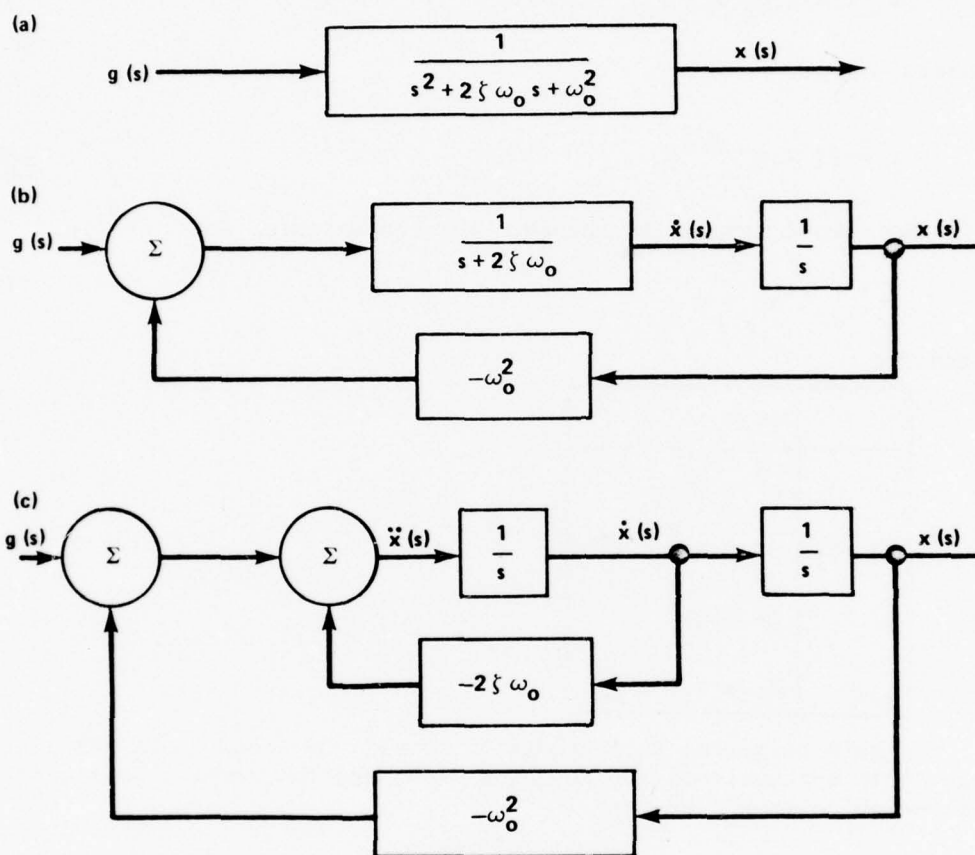 (a)
g (s)
1
s² + 2 ζ ω₀ s + ω₀²
x (s)
(b)
g (s)
Σ
1
s + 2 ζ ω₀
ẋ (s)
1
s
x (s)
−ω₀²
(c)
g (s)
Σ
Σ
ẍ (s)
1
s
ẋ (s)
1
s
x (s)
−2 ζ ω₀
−ω₀²